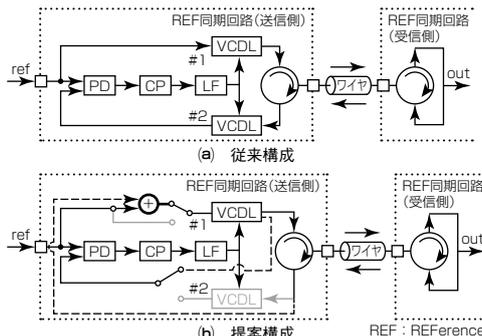 REF同期回路(送信側)
REF同期回路
(受信側)
ref
VCDL
#1
PD
CP
LF
ワイヤ
out
#2
VCDL
(a) 従来構成
REF同期回路(送信側)
REF同期回路
(受信側)
+
VCDL
#1
ref
PD
CP
LF
ワイヤ
out
#2
VCDL
(b) 提案構成
REF:REFerence